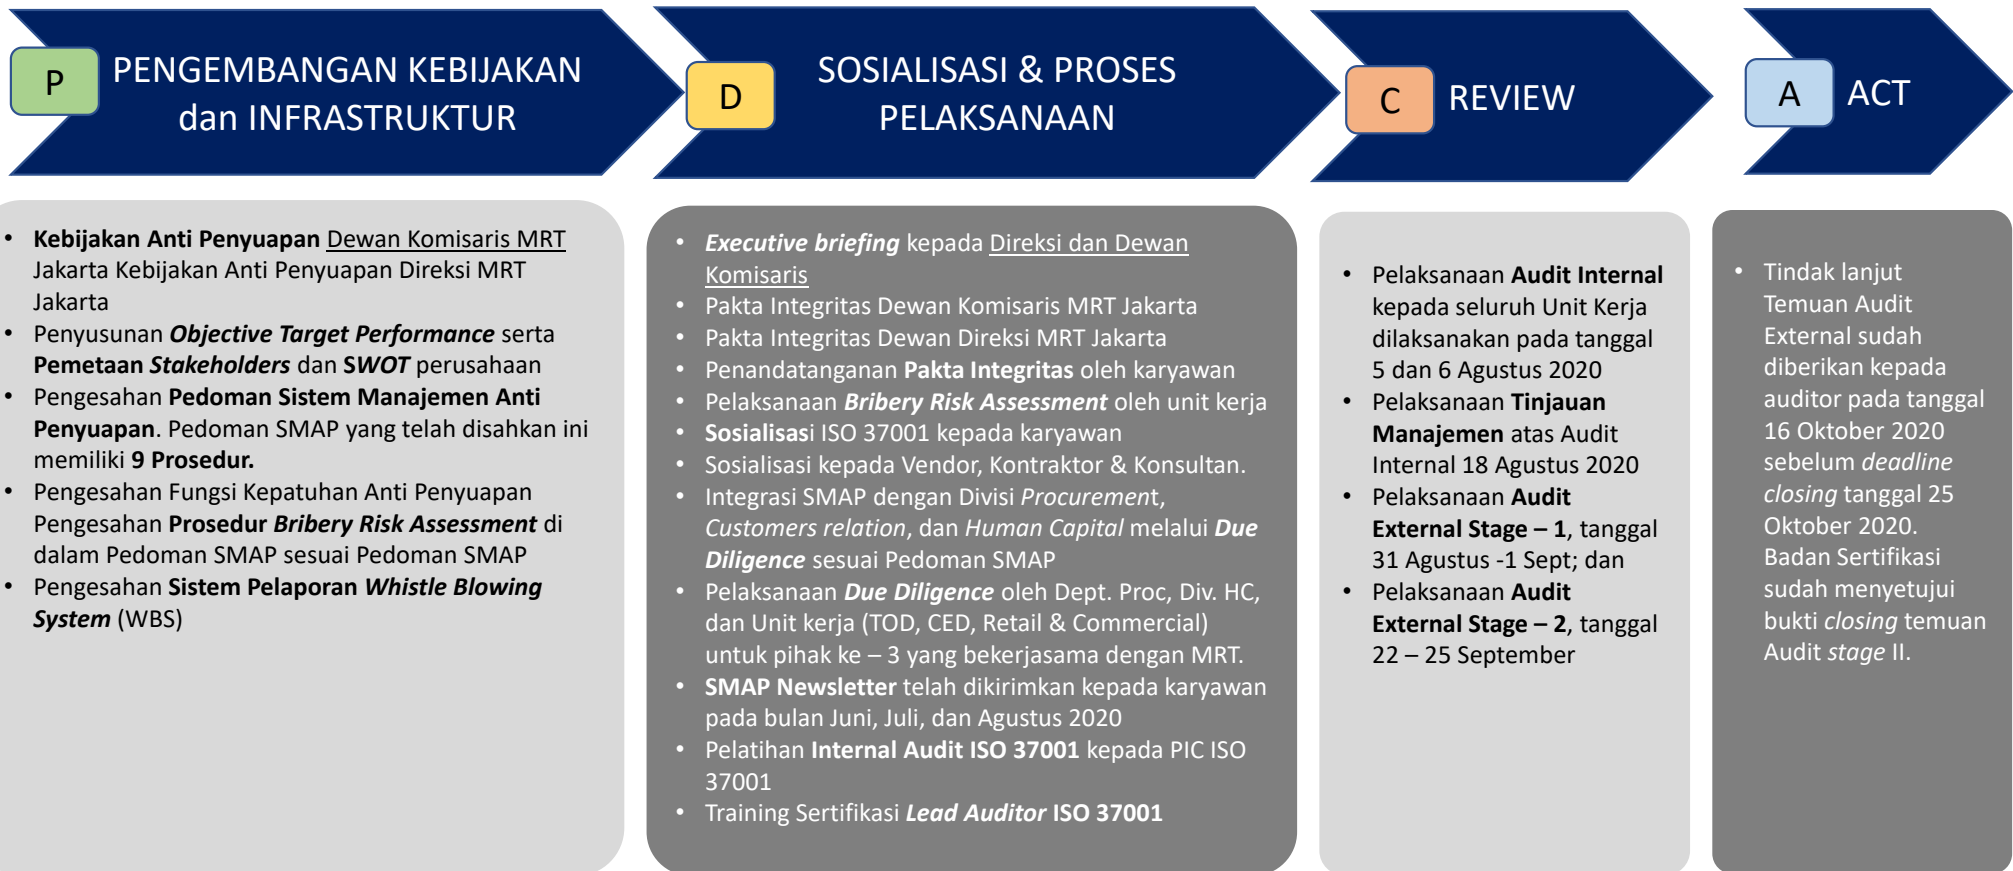 P
PENGEMBANGAN KEBIJAKAN
dan INFRASTRUKTUR
D
SOSIALISASI & PROSES
PELAKSANAAN
C
REVIEW
A
ACT
• Kebijakan Anti Penyuapan Dewan Komisaris MRT
Jakarta Kebijakan Anti Penyuapan Direksi MRT
Jakarta
• Penyusunan Objective Target Performance serta
Pemetaan Stakeholders dan SWOT perusahaan
• Pengesahan Pedoman Sistem Manajemen Anti
Penyuapan. Pedoman SMAP yang telah disahkan ini
memiliki 9 Prosedur.
• Pengesahan Fungsi Kepatuhan Anti Penyuapan
Pengesahan Prosedur Bribery Risk Assessment di
dalam Pedoman SMAP sesuai Pedoman SMAP
• Pengesahan Sistem Pelaporan Whistle Blowing
System (WBS)
• Executive briefing kepada Direksi dan Dewan
Komisaris
• Pakta Integritas Dewan Komisaris MRT Jakarta
• Pakta Integritas Dewan Direksi MRT Jakarta
• Penandatanganan Pakta Integritas oleh karyawan
• Pelaksanaan Bribery Risk Assessment oleh unit kerja
• Sosialisasi ISO 37001 kepada karyawan
• Sosialisasi kepada Vendor, Kontraktor & Konsultan.
• Integrasi SMAP dengan Divisi Procurement,
Customers relation, dan Human Capital melalui Due
Diligence sesuai Pedoman SMAP
• Pelaksanaan Due Diligence oleh Dept. Proc, Div. HC,
dan Unit kerja (TOD, CED, Retail & Commercial)
untuk pihak ke – 3 yang bekerjasama dengan MRT.
• SMAP Newsletter telah dikirimkan kepada karyawan
pada bulan Juni, Juli, dan Agustus 2020
• Pelatihan Internal Audit ISO 37001 kepada PIC ISO
37001
• Training Sertifikasi Lead Auditor ISO 37001
• Pelaksanaan Audit Internal
kepada seluruh Unit Kerja
dilaksanakan pada tanggal
5 dan 6 Agustus 2020
• Pelaksanaan Tinjauan
Manajemen atas Audit
Internal 18 Agustus 2020
• Pelaksanaan Audit
External Stage – 1, tanggal
31 Agustus -1 Sept; dan
• Pelaksanaan Audit
External Stage – 2, tanggal
22 – 25 September
• Tindak lanjut
Temuan Audit
External sudah
diberikan kepada
auditor pada tanggal
16 Oktober 2020
sebelum deadline
closing tanggal 25
Oktober 2020.
Badan Sertifikasi
sudah menyetujui
bukti closing temuan
Audit stage II.